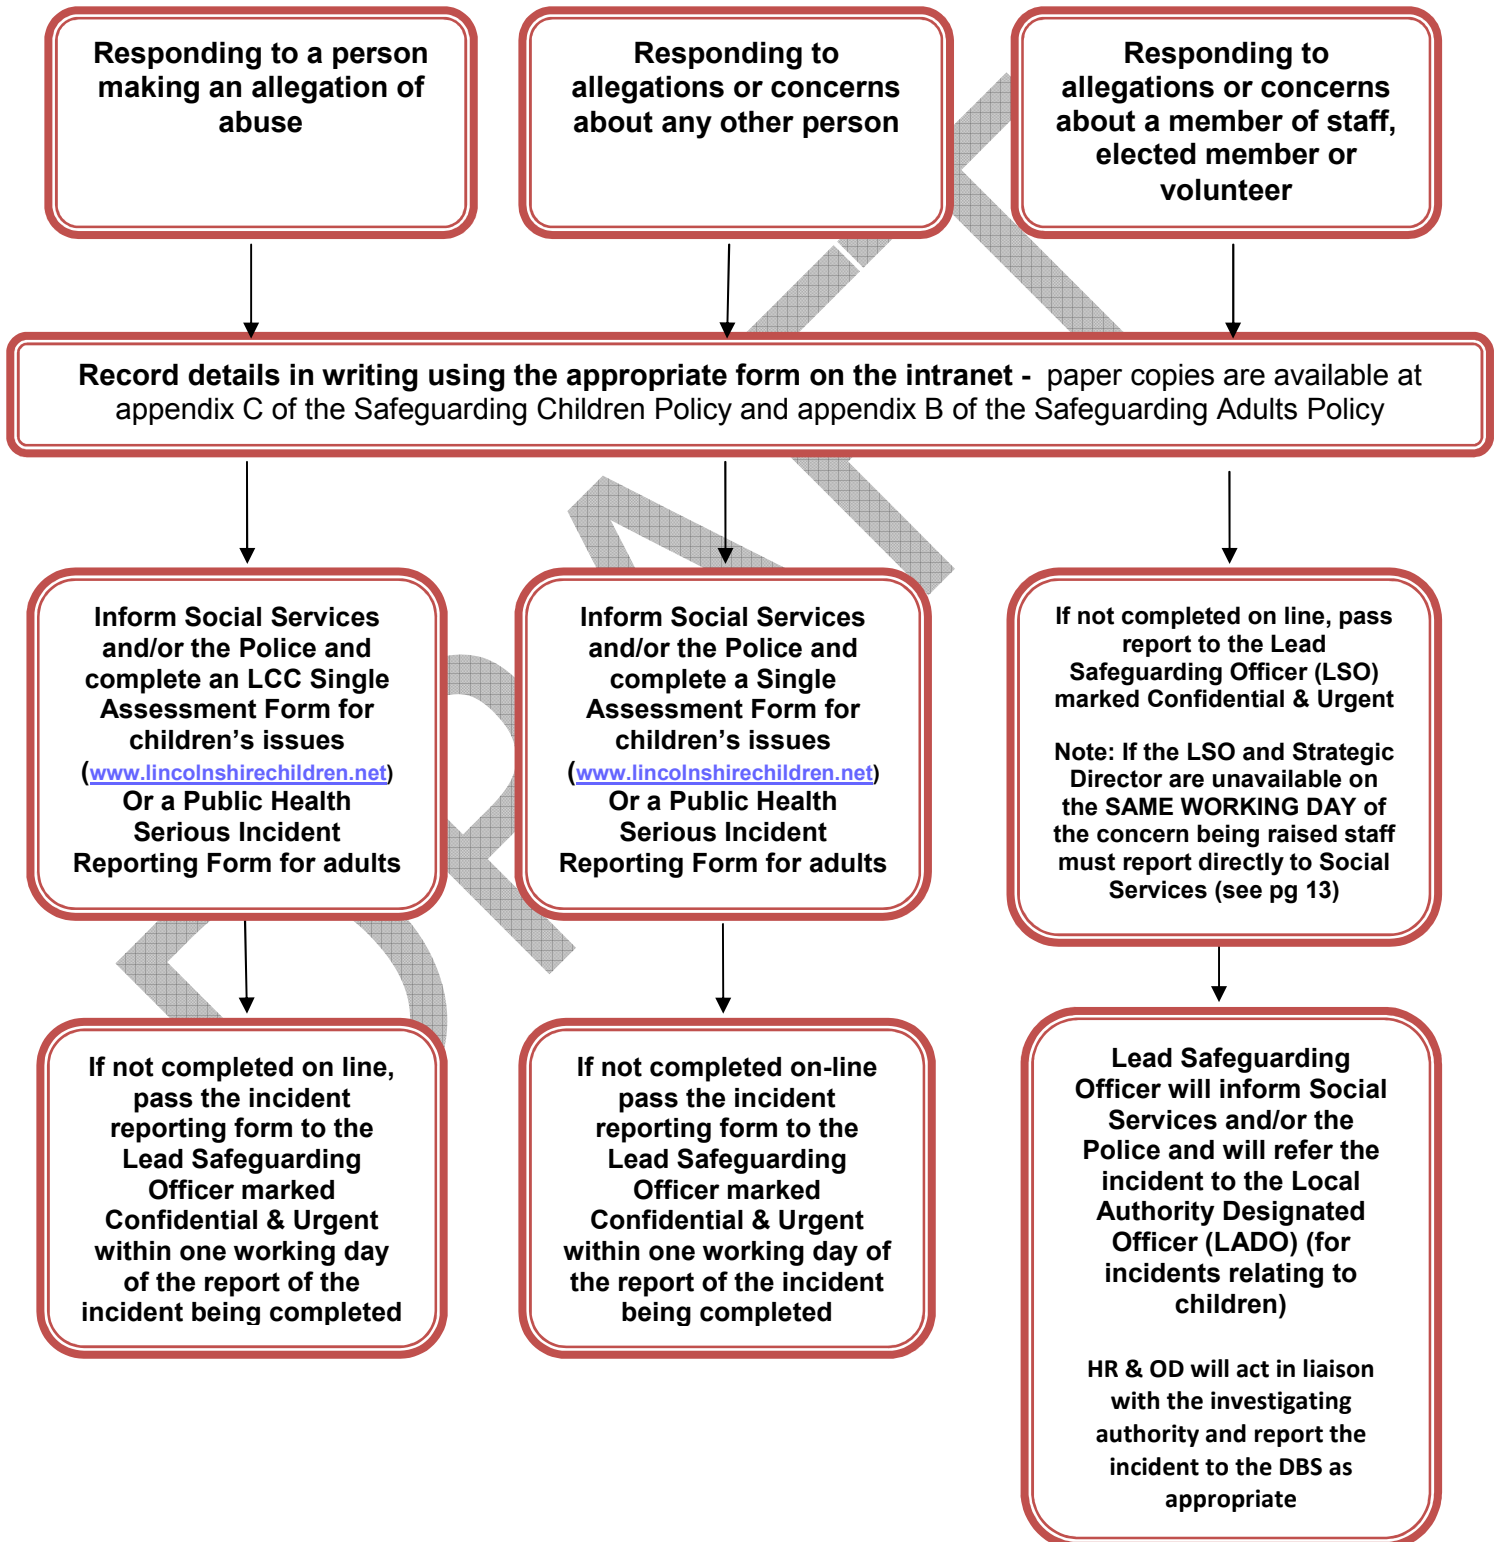 Responding to a person
making an allegation of
abuse
Responding to
allegations or concerns
about any other person
Responding to
allegations or concerns
about a member of staff,
elected member or
volunteer
Record details in writing using the appropriate form on the intranet - paper copies are available at
appendix C of the Safeguarding Children Policy and appendix B of the Safeguarding Adults Policy
Inform Social Services
and/or the Police and
complete an LCC Single
Assessment Form for
children’s issues
(www.lincolnshirechildren.net)
Or a Public Health
Serious Incident
Reporting Form for adults
Inform Social Services
and/or the Police and
complete a Single
Assessment Form for
children’s issues
(www.lincolnshirechildren.net)
Or a Public Health
Serious Incident
Reporting Form for adults
If not completed on line, pass
report to the Lead
Safeguarding Officer (LSO)
marked Confidential & Urgent
Note: If the LSO and Strategic
Director are unavailable on
the SAME WORKING DAY of
the concern being raised staff
must report directly to Social
Services (see pg 13)
If not completed on line,
pass the incident
reporting form to the
Lead Safeguarding
Officer marked
Confidential & Urgent
within one working day
of the report of the
incident being completed
If not completed on-line
pass the incident
reporting form to the
Lead Safeguarding
Officer marked
Confidential & Urgent
within one working day of
the report of the incident
being completed
Lead Safeguarding
Officer will inform Social
Services and/or the
Police and will refer the
incident to the Local
Authority Designated
Officer (LADO) (for
incidents relating to
children)
HR & OD will act in liaison
with the investigating
authority and report the
incident to the DBS as
appropriate
DRAFT